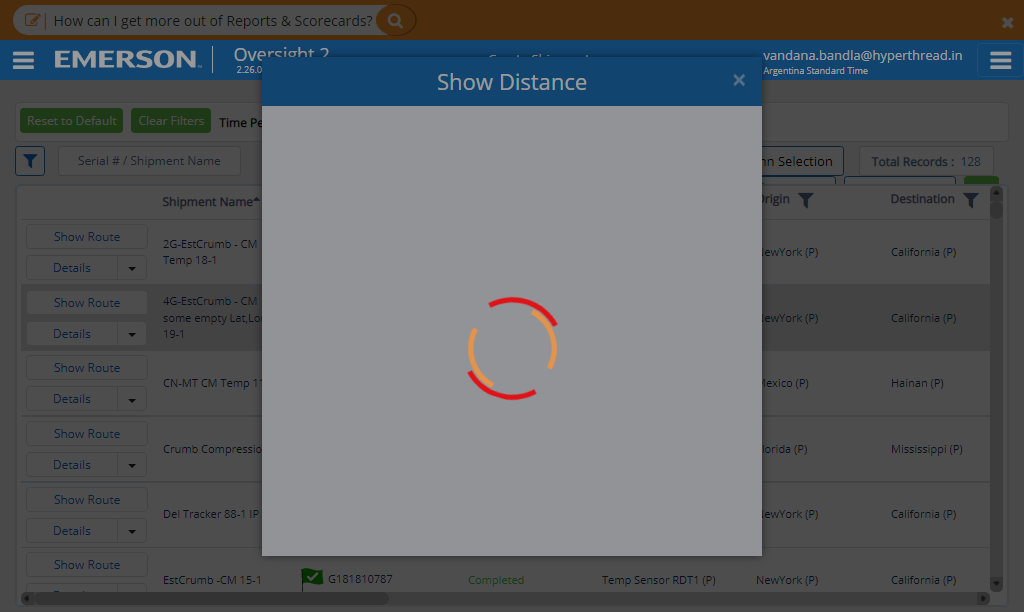 How can I get more out of Reports & Scorecards?
EMERSON
Oversight 2
2.26.0
vandana.bandla@hyperthread.in
Argentina Standard Time
Show Distance
×
Reset to Default
Clear Filters
Time Pe
Serial # / Shipment Name
mn Selection
Total Records : 128
Shipment Name
Origin
Destination
Show Route
Details
2G-EstCrumb - CM
Temp 18-1
NewYork (P)
California (P)
Show Route
Details
4G-EstCrumb - CM
some empty Lat,Lo
19-1
NewYork (P)
California (P)
Show Route
Details
CN-MT CM Temp 1
Mexico (P)
Hainan (P)
Show Route
Details
Crumb Compressio
Florida (P)
Mississippi (P)
Show Route
Details
Del Tracker 88-1 IP
NewYork (P)
California (P)
Show Route
EstCrumb -CM 15-1
G181810787
Completed
Temp Sensor RDT1 (P)
NewYork (P)
California (P)